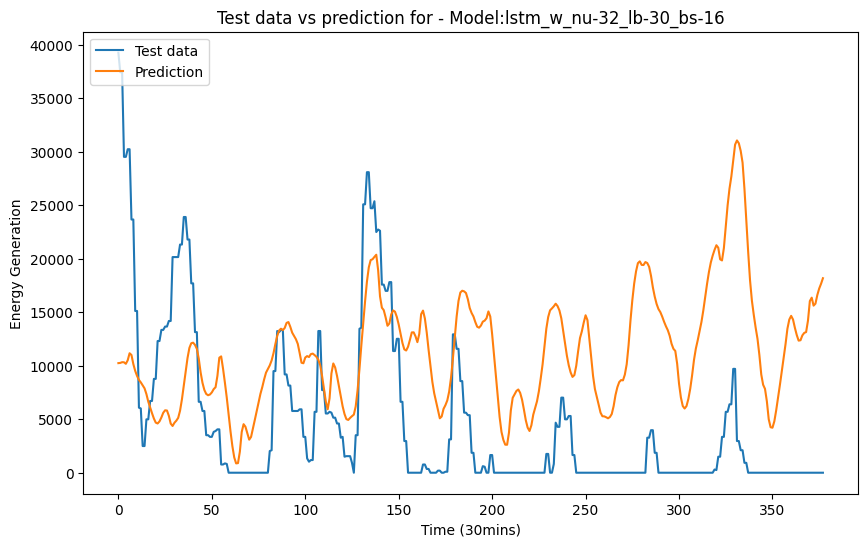 Test data vs prediction for - Model:lstm_w_nu-32_lb-30_bs-16
Test data
Prediction
Energy Generation
40000
35000
30000
25000
20000
15000
10000
5000
0
0 50 100 150 200 250 300 350
Time (30mins)